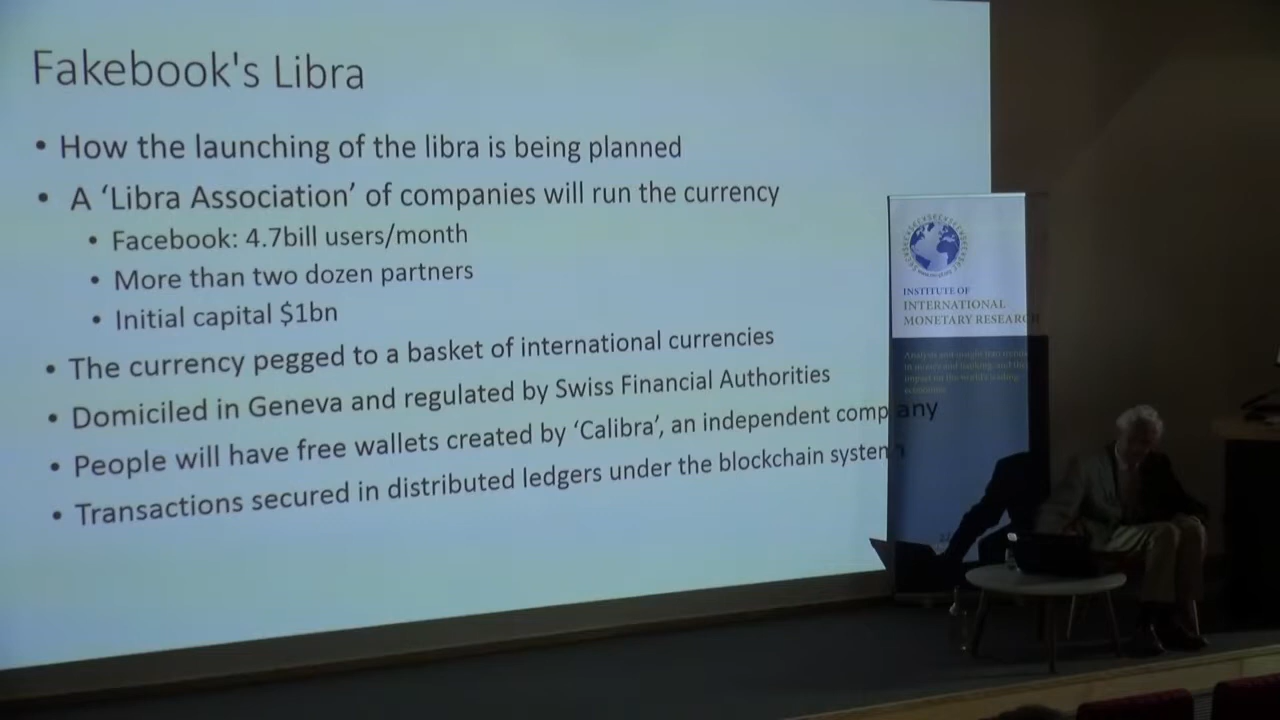 Fakebook's Libra
• How the launching of the libra is being planned
• A ‘Libra Association’ of companies will run the currency
• Facebook: 4.7bill users/month
• More than two dozen partners
• Initial capital $1bn
• The currency pegged to a basket of international currencies
• Domiciled in Geneva and regulated by Swiss Financial Authorities
• People will have free wallets created by ‘Calibra’, an independent company
• Transactions secured in distributed ledgers under the blockchain system
INSTITUTE OF
INTERNATIONAL
MONETARY RESEARCH